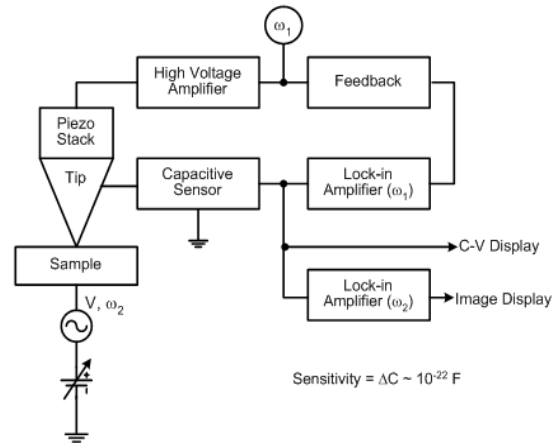 ω₁
High Voltage
Amplifier
Feedback
Piezo
Stack
Tip
Capacitive
Sensor
Lock-in
Amplifier (ω₁)
C-V Display
Sample
Lock-in
Amplifier (ω₂)
Image Display
V, ω₂
+
Sensitivity = ΔC ~ 10⁻²² F